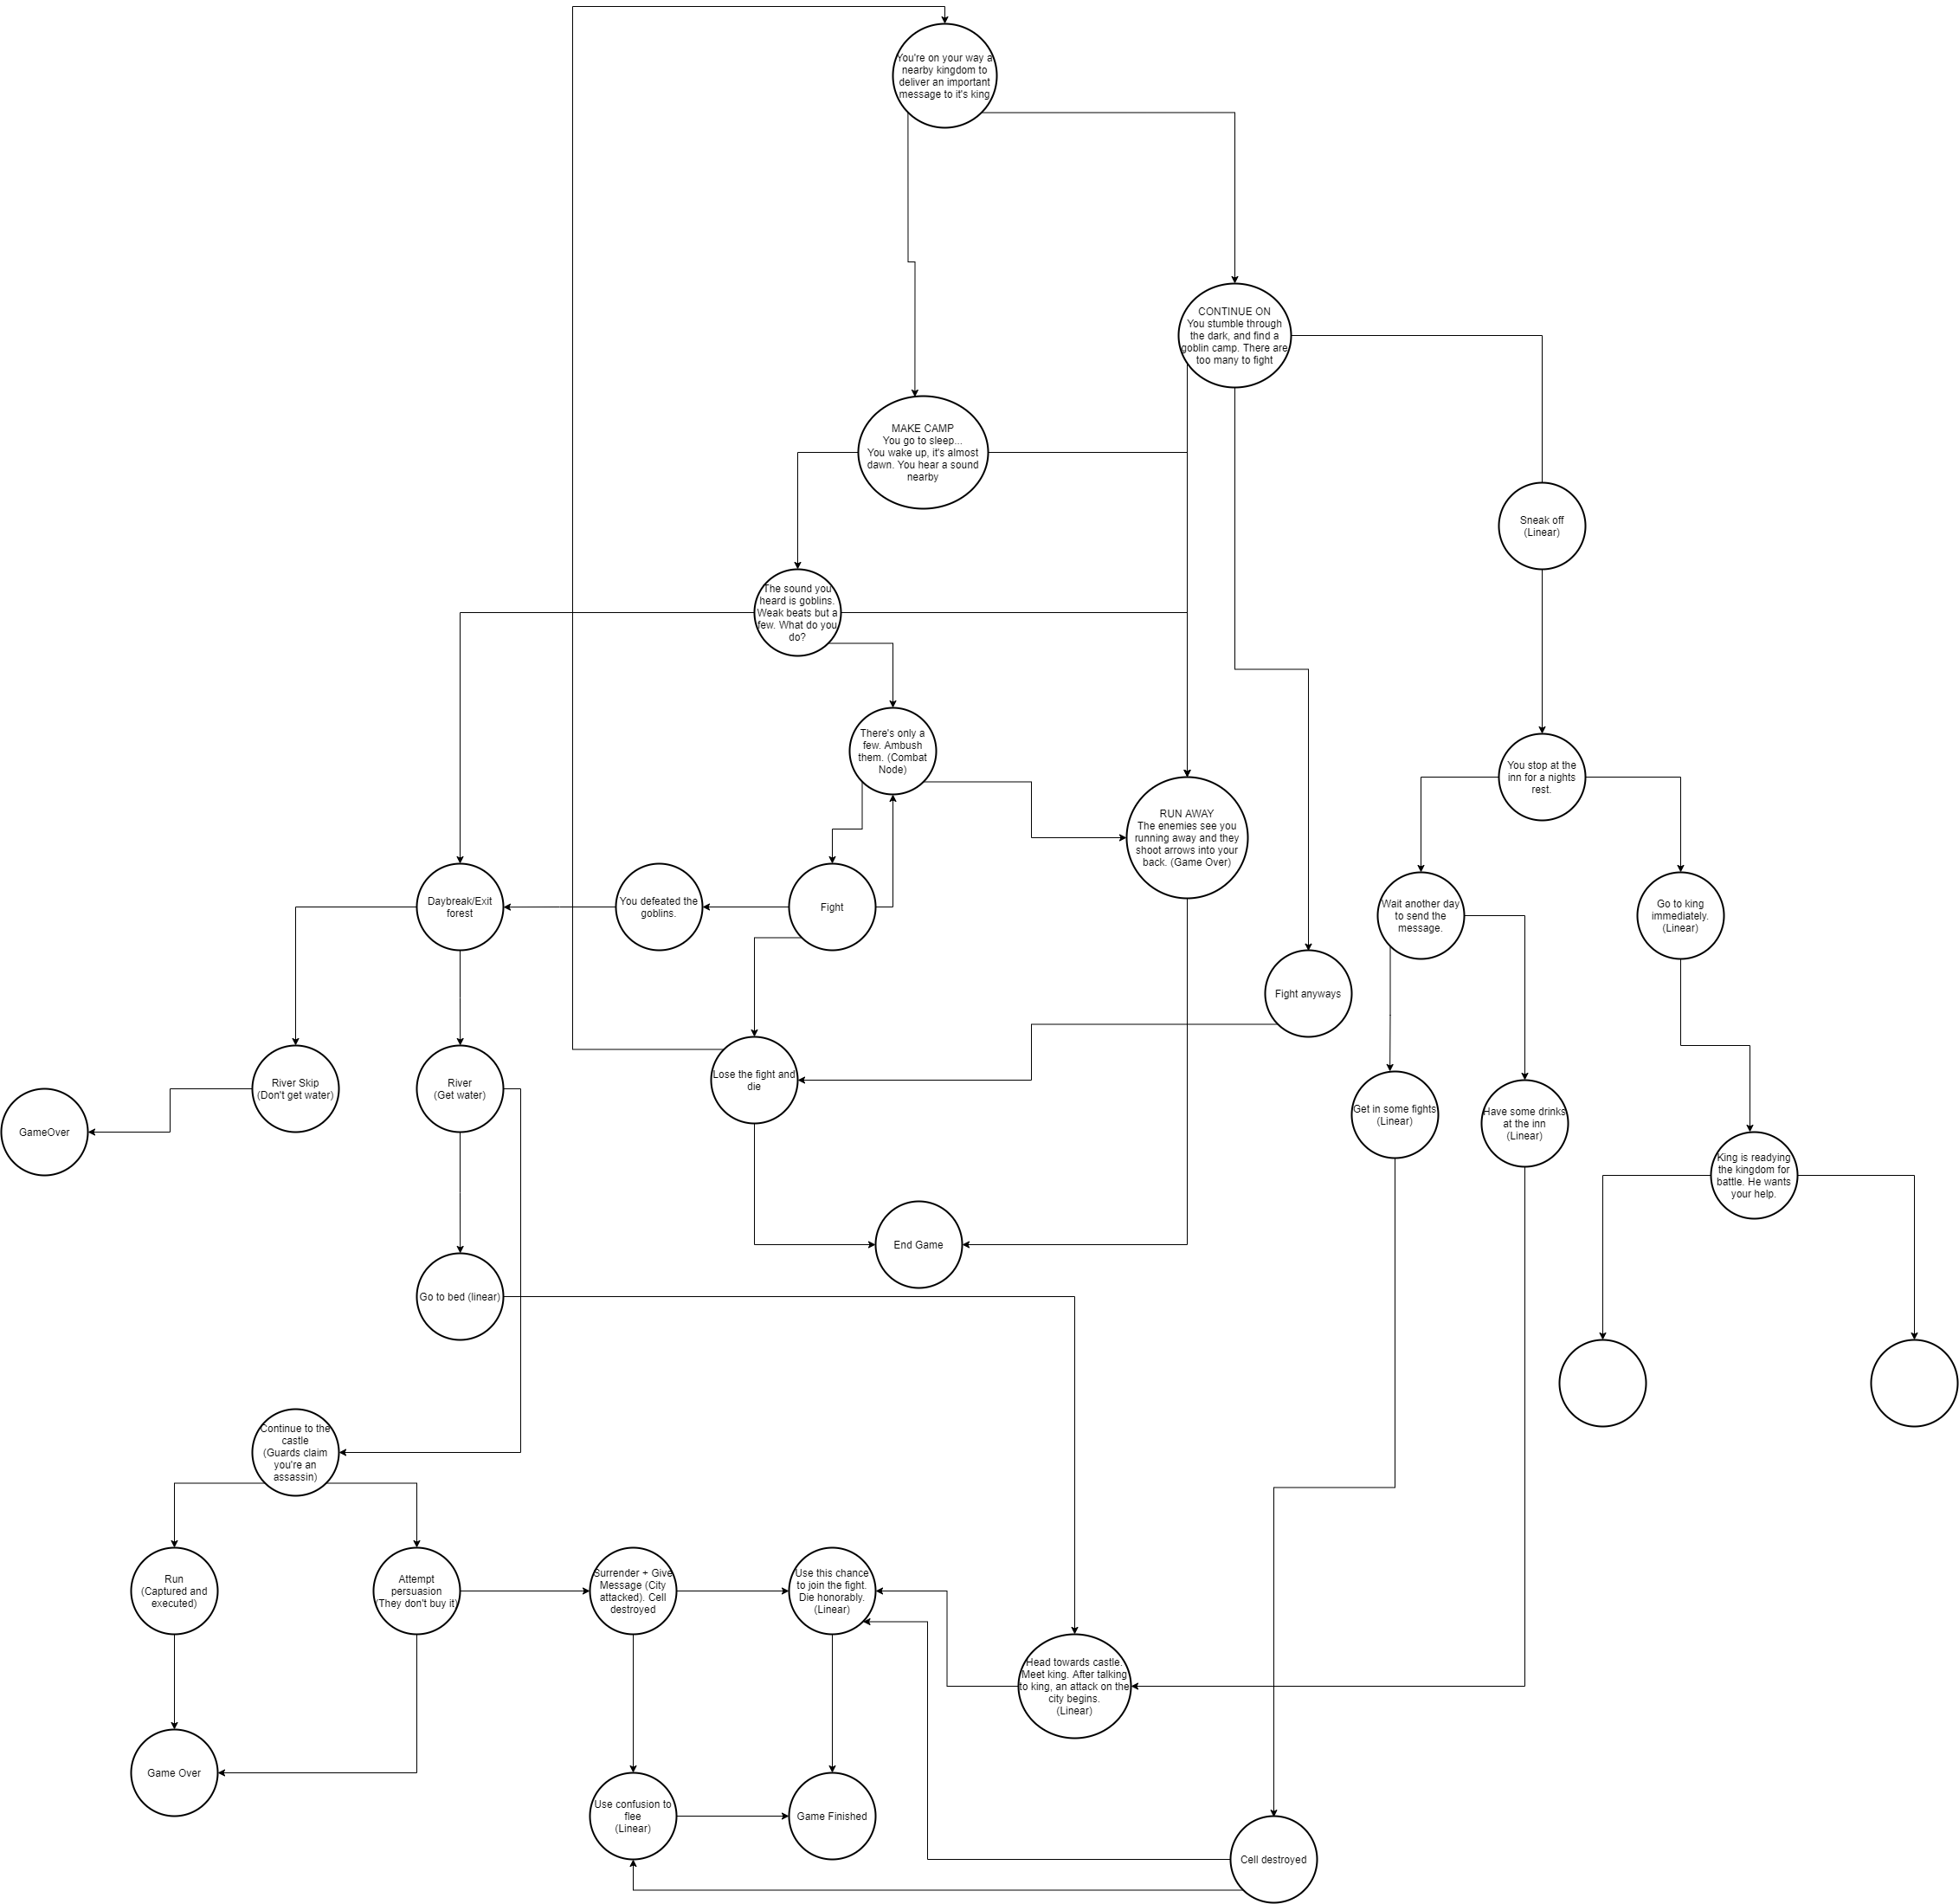 You're on your way a
nearby kingdom to
deliver an important
message to it's king
CONTINUE ON
You stumble through
the dark, and find a
goblin camp. There are
too many to fight
MAKE CAMP
You go to sleep...
You wake up, it's almost
dawn. You hear a sound
nearby
Sneak off
(Linear)
The sound you
heard is goblins.
Weak beats but a
few. What do you
do?
There's only a
few. Ambush
them. (Combat
Node)
You stop at the
inn for a nights
rest.
RUN AWAY
The enemies see you
running away and they
shoot arrows into your
back. (Game Over)
Daybreak/Exit
forest
You defeated the
goblins.
Fight
Wait another day
to send the
message.
Go to king
immediately.
(Linear)
Fight anyways
Lose the fight and
die
River Skip
(Don't get water)
River
(Get water)
GameOver
Get in some fights
(Linear)
Have some drinks
at the inn
(Linear)
King is readying
the kingdom for
battle. He wants
your help.
End Game
Go to bed (linear)
Continue to the
castle
(Guards claim
you're an
assassin)
Run
(Captured and
executed)
Attempt
persuasion
(They don't buy it)
Surrender + Give
Message (City
attacked). Cell
destroyed
Use this chance
to join the fight.
Die honorably.
(Linear)
Head towards castle.
Meet king. After talking
to king, an attack on the
city begins.
(Linear)
Game Over
Use confusion to
flee
(Linear)
Game Finished
Cell destroyed